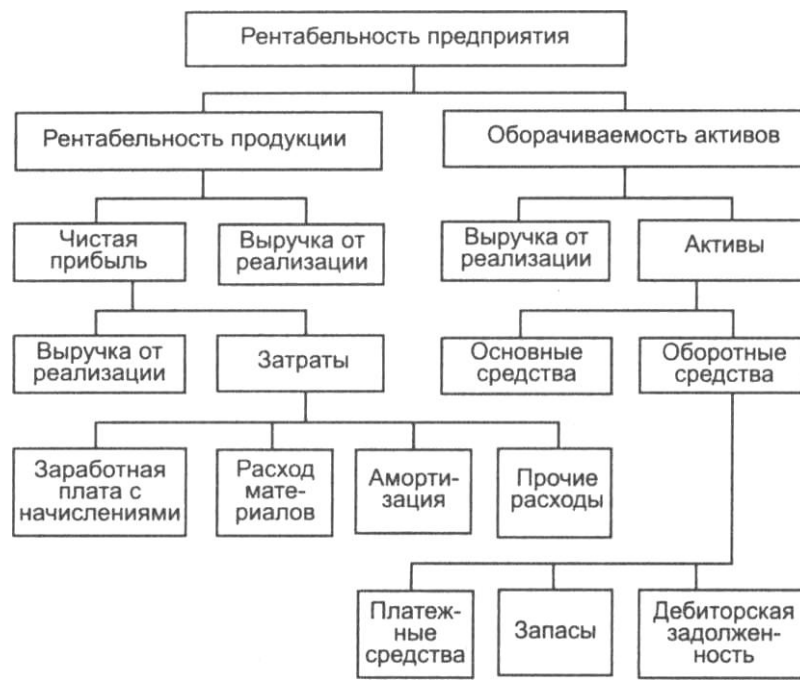 Рентабельность предприятия
Рентабельность продукции
Оборачиваемость активов
Чистая
прибыль
Выручка от
реализации
Выручка от
реализации
Активы
Выручка от
реализации
Затраты
Основные
средства
Оборотные
средства
Заработная
плата с
начислениями
Расход
мате-
риалов
Аморти-
зация
Прочие
расходы
Платеж-
ные
средства
Запасы
Дебиторская
задолжен-
ность